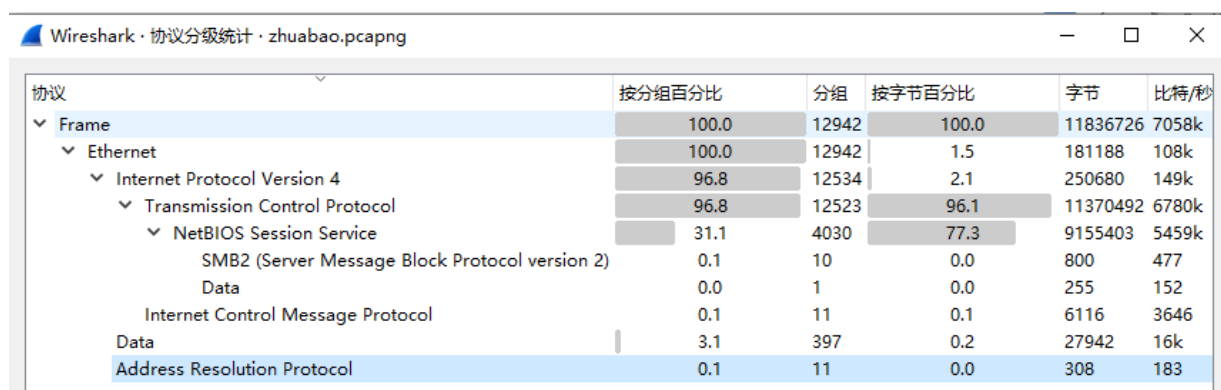 Wireshark · 协议分级统计 · zhuabao.pcapng
协议 按分组百分比 分组 按字节百分比 字节 比特/秒
Frame 100.0 12942 100.0 11836726 7058k
Ethernet 100.0 12942 1.5 181188 108k
Internet Protocol Version 4 96.8 12534 2.1 250680 149k
Transmission Control Protocol 96.8 12523 96.1 11370492 6780k
NetBIOS Session Service 31.1 4030 77.3 9155403 5459k
SMB2 (Server Message Block Protocol version 2) 0.1 10 0.0 800 477
Data 0.0 1 0.0 255 152
Internet Control Message Protocol 0.1 11 0.1 6116 3646
Data 3.1 397 0.2 27942 16k
Address Resolution Protocol 0.1 11 0.0 308 183